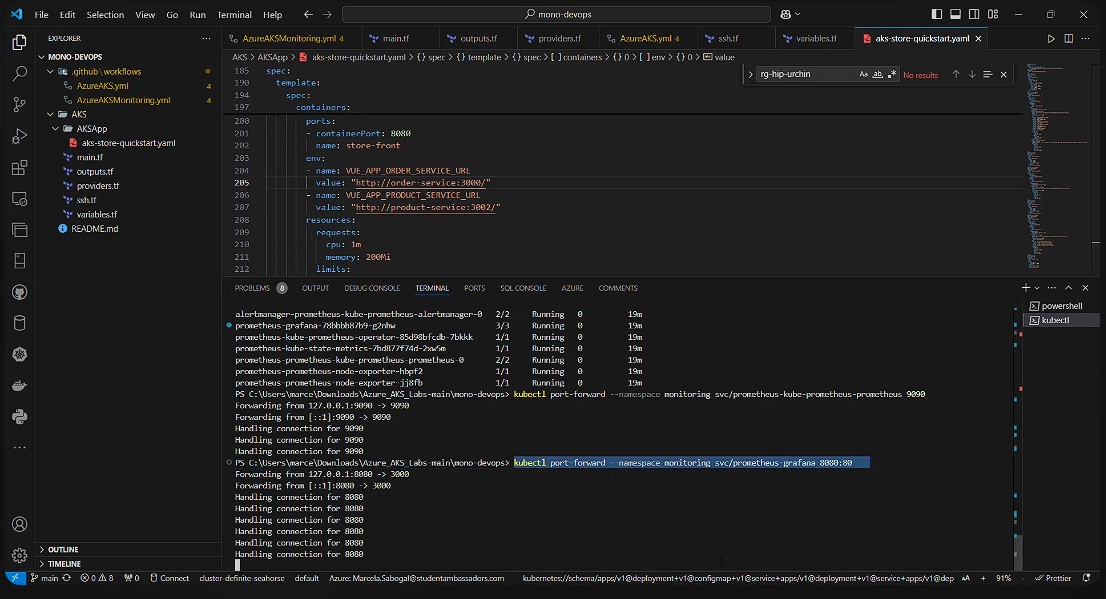 File Edit Selection View Go Run Terminal Help
mono-devops
EXPLORER
MONO-DEVOPS
.github\workflows
AzureAKS.yml 4
AzureAKSMonitoring.yml 4
AKS
AKSApp
aks-store-quickstart.yaml
main.tf
outputs.tf
providers.tf
ssh.tf
variables.tf
README.md
OUTLINE
TIMELINE
AzureAKSMonitoring.yml 4 main.tf outputs.tf providers.tf AzureAKS.yml 4 ssh.tf variables.tf aks-store-quickstart.yaml
AKS > AKSApp > aks-store-quickstart.yaml > {} spec > {} template > {} spec > [ ] containers > {} 0 > [ ] env > {} 0 > value
rg-hip-urchin Aa ab .* No results
185 spec:
190 template:
194 spec:
197 containers:
200 ports:
201 - containerPort: 8080
202 name: store-front
203 env:
204 - name: VUE_APP_ORDER_SERVICE_URL
205 value: "http://order-service:3000/"
206 - name: VUE_APP_PRODUCT_SERVICE_URL
207 value: "http://product-service:3002/"
208 resources:
209 requests:
210 cpu: 1m
211 memory: 200Mi
212 limits:
PROBLEMS 8 OUTPUT DEBUG CONSOLE TERMINAL PORTS SQL CONSOLE AZURE COMMENTS
powershell
kubectl
alertmanager-prometheus-kube-prometheus-alertmanager-0 2/2 Running 0 19m
prometheus-grafana-78bbbb87b9-g2nhw 3/3 Running 0 19m
prometheus-kube-prometheus-operator-85d98bfcdb-7bkkk 1/1 Running 0 19m
prometheus-kube-state-metrics-7bd877f74d-2xw5m 1/1 Running 0 19m
prometheus-prometheus-kube-prometheus-prometheus-0 2/2 Running 0 19m
prometheus-prometheus-node-exporter-hbpf2 1/1 Running 0 19m
prometheus-prometheus-node-exporter-jj8fb 1/1 Running 0 19m
PS C:\Users\marce\Downloads\Azure_AKS_Labs-main\mono-devops> kubectl port-forward --namespace monitoring svc/prometheus-kube-prometheus-prometheus 9090
Forwarding from 127.0.0.1:9090 -> 9090
Forwarding from [::1]:9090 -> 9090
Handling connection for 9090
Handling connection for 9090
Handling connection for 9090
PS C:\Users\marce\Downloads\Azure_AKS_Labs-main\mono-devops> kubectl port-forward --namespace monitoring svc/prometheus-grafana 8080:80
Forwarding from 127.0.0.1:8080 -> 3000
Forwarding from [::1]:8080 -> 3000
Handling connection for 8080
Handling connection for 8080
Handling connection for 8080
Handling connection for 8080
Handling connection for 8080
Handling connection for 8080
main 0 8 0 Connect cluster-definite-seahorse default Azure: Marcela.Sabogal@studentambassadors.com kubernetes://schema/apps/v1@deployment+v1@configmap+v1@service+apps/v1@deployment+v1@service+apps/v1@dep AA + 91% - Prettier